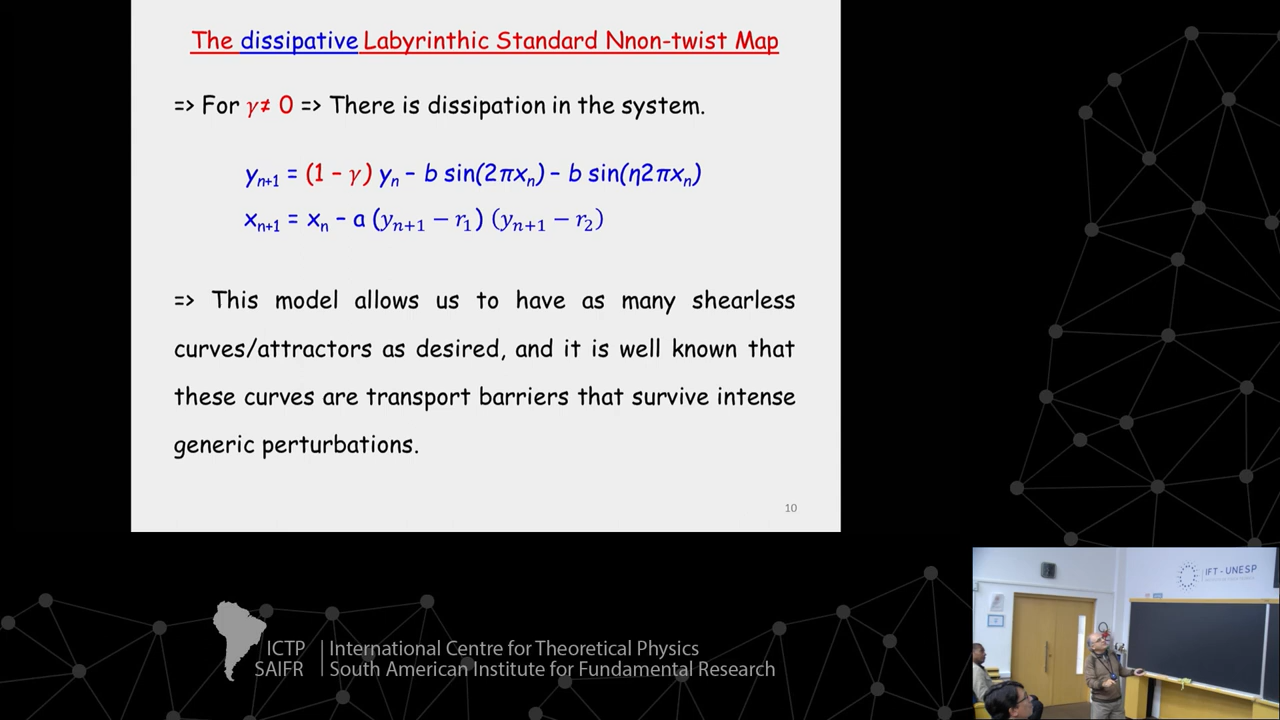 The dissipative Labyrinthic Standard Nnon-twist Map
=> For γ≠ 0 => There is dissipation in the system.
yₙ₊₁ = (1 – γ) yₙ – b sin(2πxₙ) – b sin(η2πxₙ)
xₙ₊₁ = xₙ – a (yₙ₊₁ − r₁) (yₙ₊₁ − r₂)
=> This model allows us to have as many shearless
curves/attractors as desired, and it is well known that
these curves are transport barriers that survive intense
generic perturbations.
10
IFT - UNESP
ICTP | International Centre for Theoretical Physics
SAIFR | South American Institute for Fundamental Research